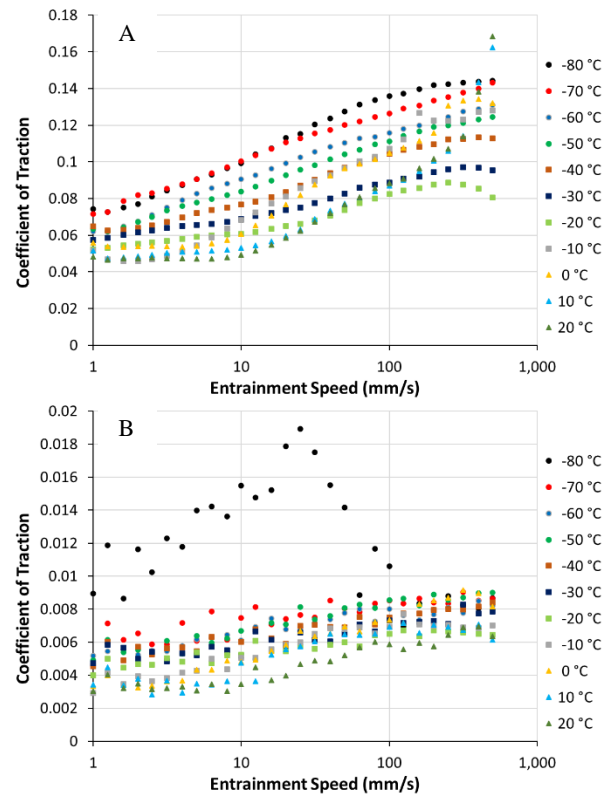 A
Coefficient of Traction
0.18
0.16
0.14
0.12
0.1
0.08
0.06
0.04
0.02
0
1
10
100
1,000
Entrainment Speed (mm/s)
-80 °C
-70 °C
-60 °C
-50 °C
-40 °C
-30 °C
-20 °C
-10 °C
0 °C
10 °C
20 °C
B
Coefficient of Traction
0.02
0.018
0.016
0.014
0.012
0.01
0.008
0.006
0.004
0.002
0
1
10
100
1,000
Entrainment Speed (mm/s)
-80 °C
-70 °C
-60 °C
-50 °C
-40 °C
-30 °C
-20 °C
-10 °C
0 °C
10 °C
20 °C